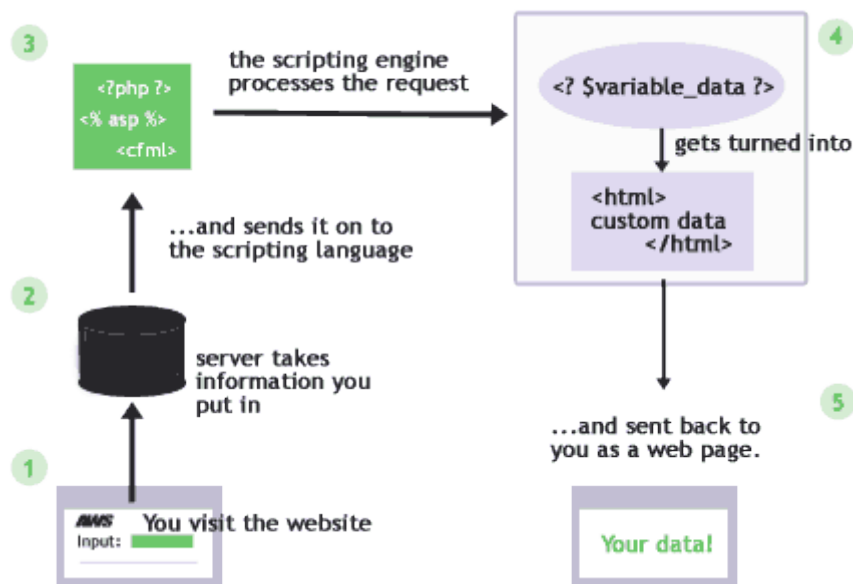 3
<?php ?>
<% asp %>
<cfml>
the scripting engine
processes the request
4
<? $variable_data ?>
gets turned into
<html>
custom data
</html>
...and sends it on to
the scripting language
2
server takes
information you
put in
1
AWS
You visit the website
Input:
5
...and sent back to
you as a web page.
Your data!